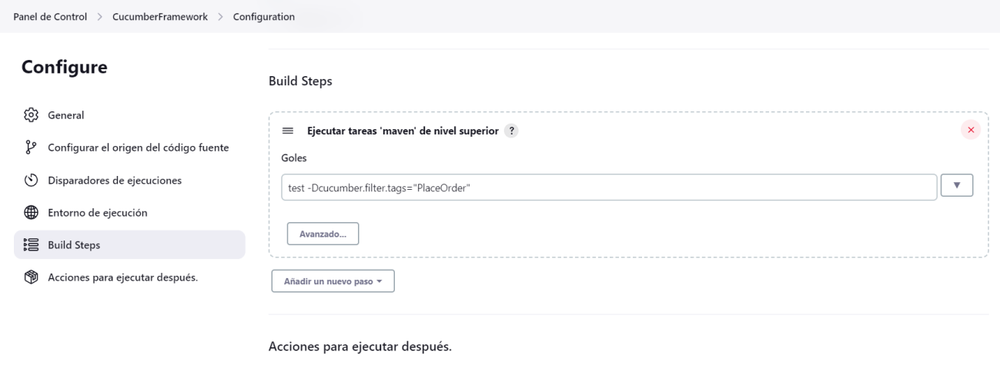 Panel de Control > CucumberFramework > Configuration
Configure
General
Configurar el origen del código fuente
Disparadores de ejecuciones
Entorno de ejecución
Build Steps
Acciones para ejecutar después.
Build Steps
Ejecutar tareas 'maven' de nivel superior ?
Goles
test -Dcucumber.filter.tags="PlaceOrder"
Avanzado...
Añadir un nuevo paso
Acciones para ejecutar después.